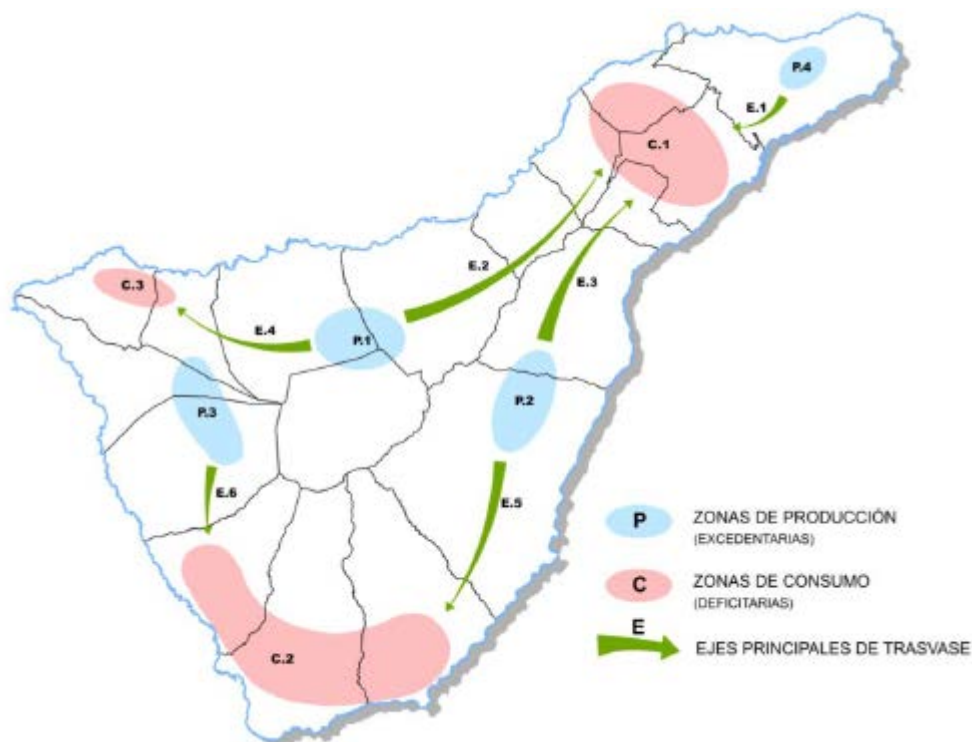 P.4
E.1
C.1
E.2
E.3
C.3
E.4
P.1
P.3
P.2
E.6
E.5
C.2
P ZONAS DE PRODUCCIÓN
(EXCEDENTARIAS)
C ZONAS DE CONSUMO
(DEFICITARIAS)
E EJES PRINCIPALES DE TRASVASE